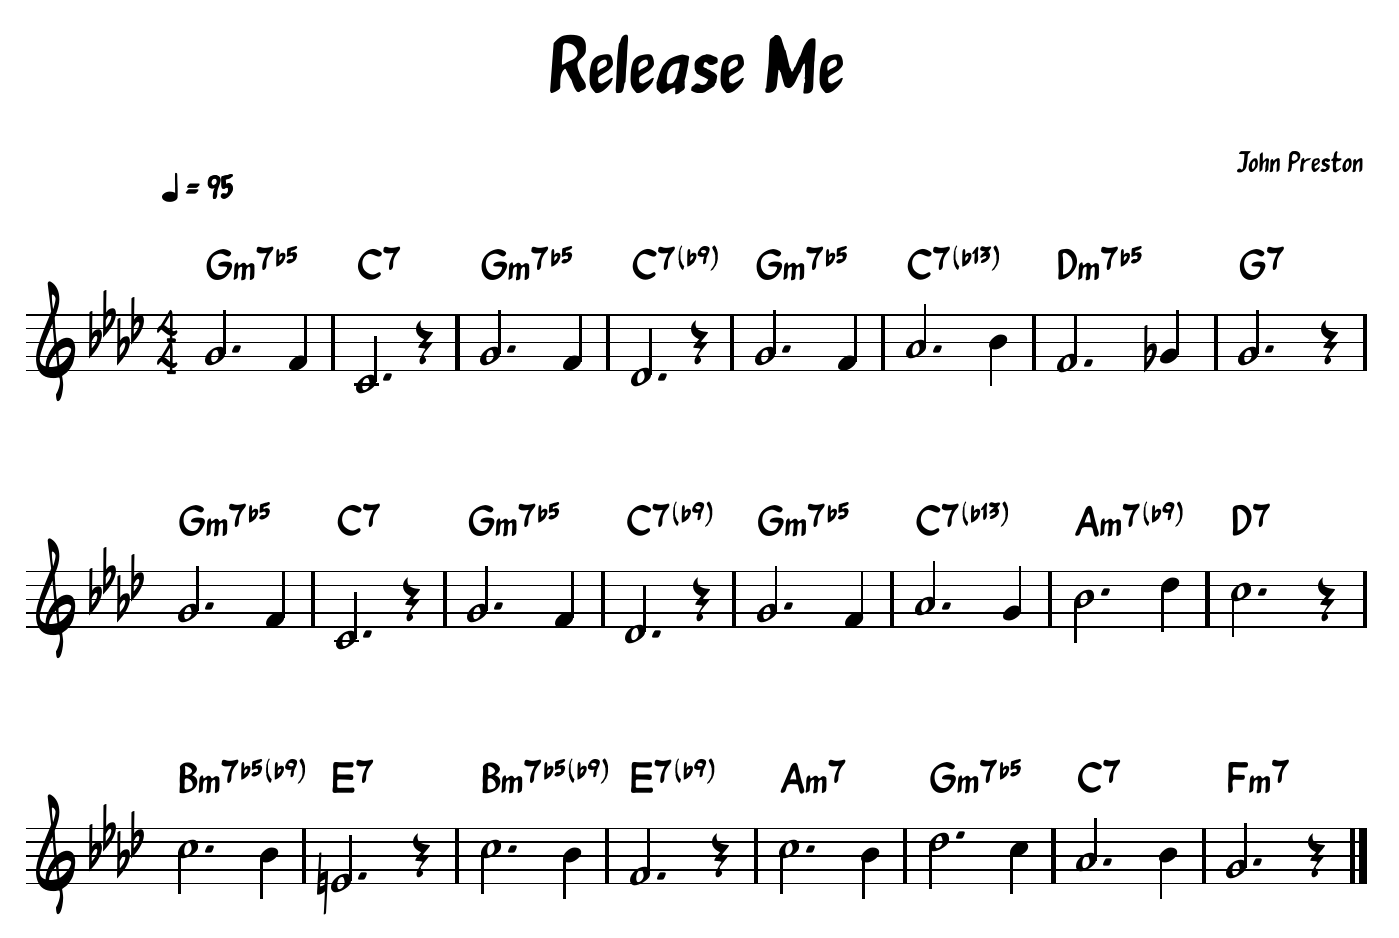 Release Me
John Preston
= 95
Gm7b5 C7 Gm7b5 C7(b9) Gm7b5 C7(b13) Dm7b5 G7
4
4
Gm7b5 C7 Gm7b5 C7(b9) Gm7b5 C7(b13) Am7(b9) D7
Bm7b5(b9) E7 Bm7b5(b9) E7(b9) Am7 Gm7b5 C7 Fm7